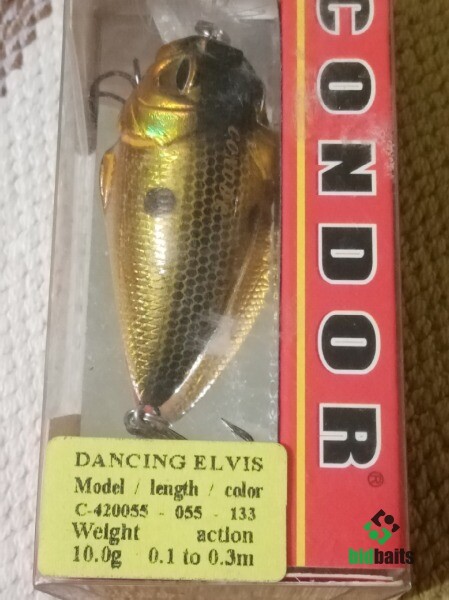 CONDOR®
CONDOR
DANCING ELVIS
Model / length / color
C-420055 - 055 - 133
Weight action
10.0g 0.1 to 0.3m
bidbaits